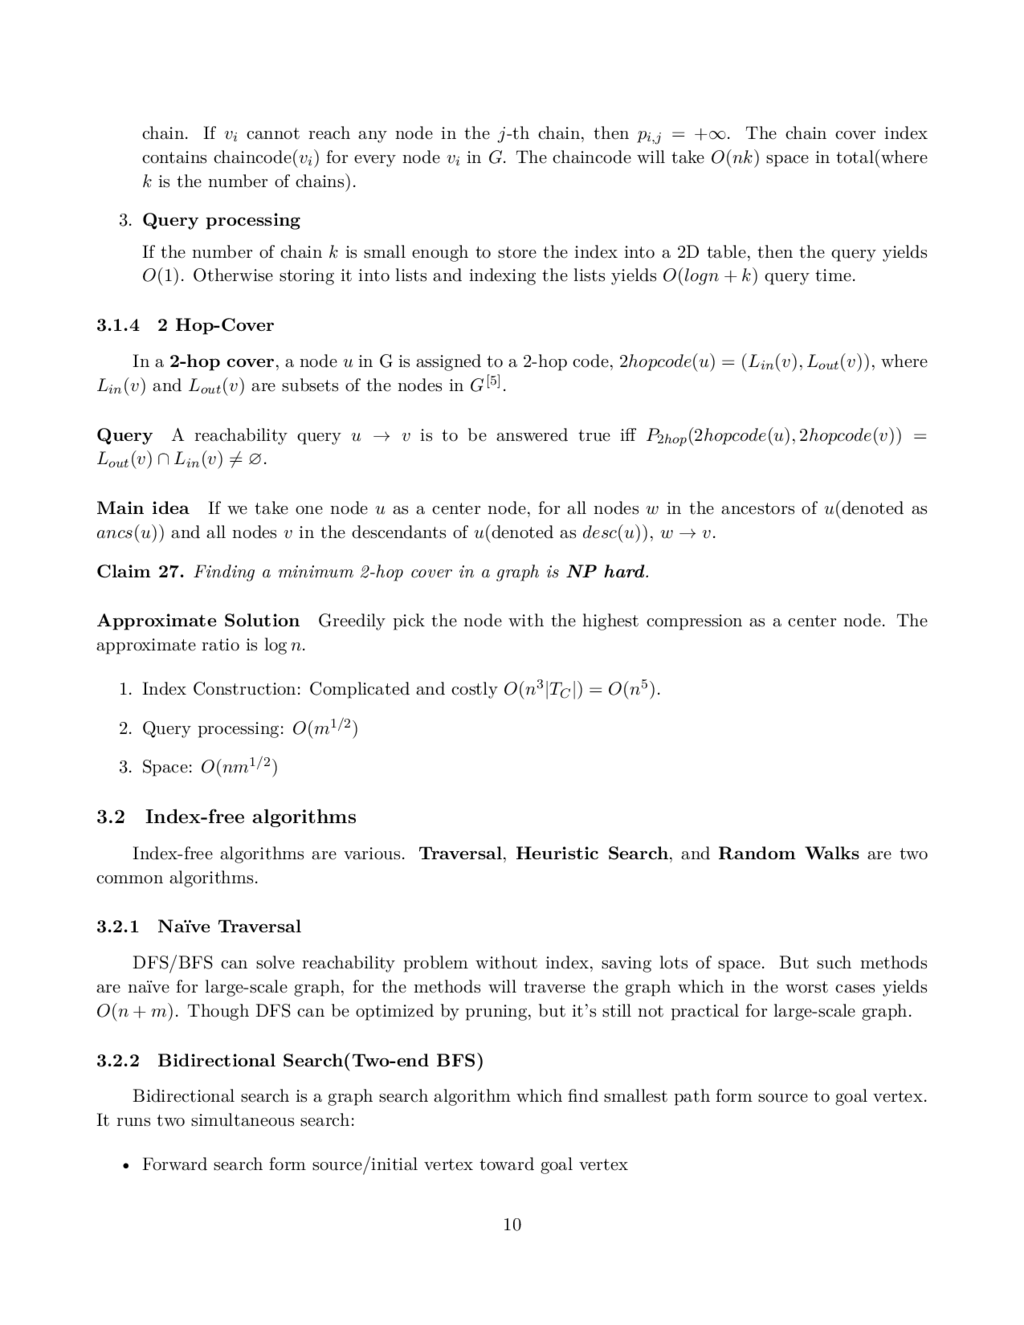 chain. If v_i cannot reach any node in the j-th chain, then p_{i,j} = +∞. The chain cover index
contains chaincode(v_i) for every node v_i in G. The chaincode will take O(nk) space in total(where
k is the number of chains).
3. Query processing
If the number of chain k is small enough to store the index into a 2D table, then the query yields
O(1). Otherwise storing it into lists and indexing the lists yields O(logn + k) query time.
3.1.4 2 Hop-Cover
In a 2-hop cover, a node u in G is assigned to a 2-hop code, 2hopcode(u) = (L_{in}(v), L_{out}(v)), where
L_{in}(v) and L_{out}(v) are subsets of the nodes in G^{[5]}.
Query A reachability query u → v is to be answered true iff P_{2hop}(2hopcode(u), 2hopcode(v)) =
L_{out}(v) ∩ L_{in}(v) ≠ ∅.
Main idea If we take one node u as a center node, for all nodes w in the ancestors of u(denoted as
ancs(u)) and all nodes v in the descendants of u(denoted as desc(u)), w → v.
Claim 27. Finding a minimum 2-hop cover in a graph is NP hard.
Approximate Solution Greedily pick the node with the highest compression as a center node. The
approximate ratio is log n.
1. Index Construction: Complicated and costly O(n^3|T_C|) = O(n^5).
2. Query processing: O(m^{1/2})
3. Space: O(nm^{1/2})
3.2 Index-free algorithms
Index-free algorithms are various. Traversal, Heuristic Search, and Random Walks are two
common algorithms.
3.2.1 Naïve Traversal
DFS/BFS can solve reachability problem without index, saving lots of space. But such methods
are naïve for large-scale graph, for the methods will traverse the graph which in the worst cases yields
O(n + m). Though DFS can be optimized by pruning, but it's still not practical for large-scale graph.
3.2.2 Bidirectional Search(Two-end BFS)
Bidirectional search is a graph search algorithm which find smallest path form source to goal vertex.
It runs two simultaneous search:
• Forward search form source/initial vertex toward goal vertex
10